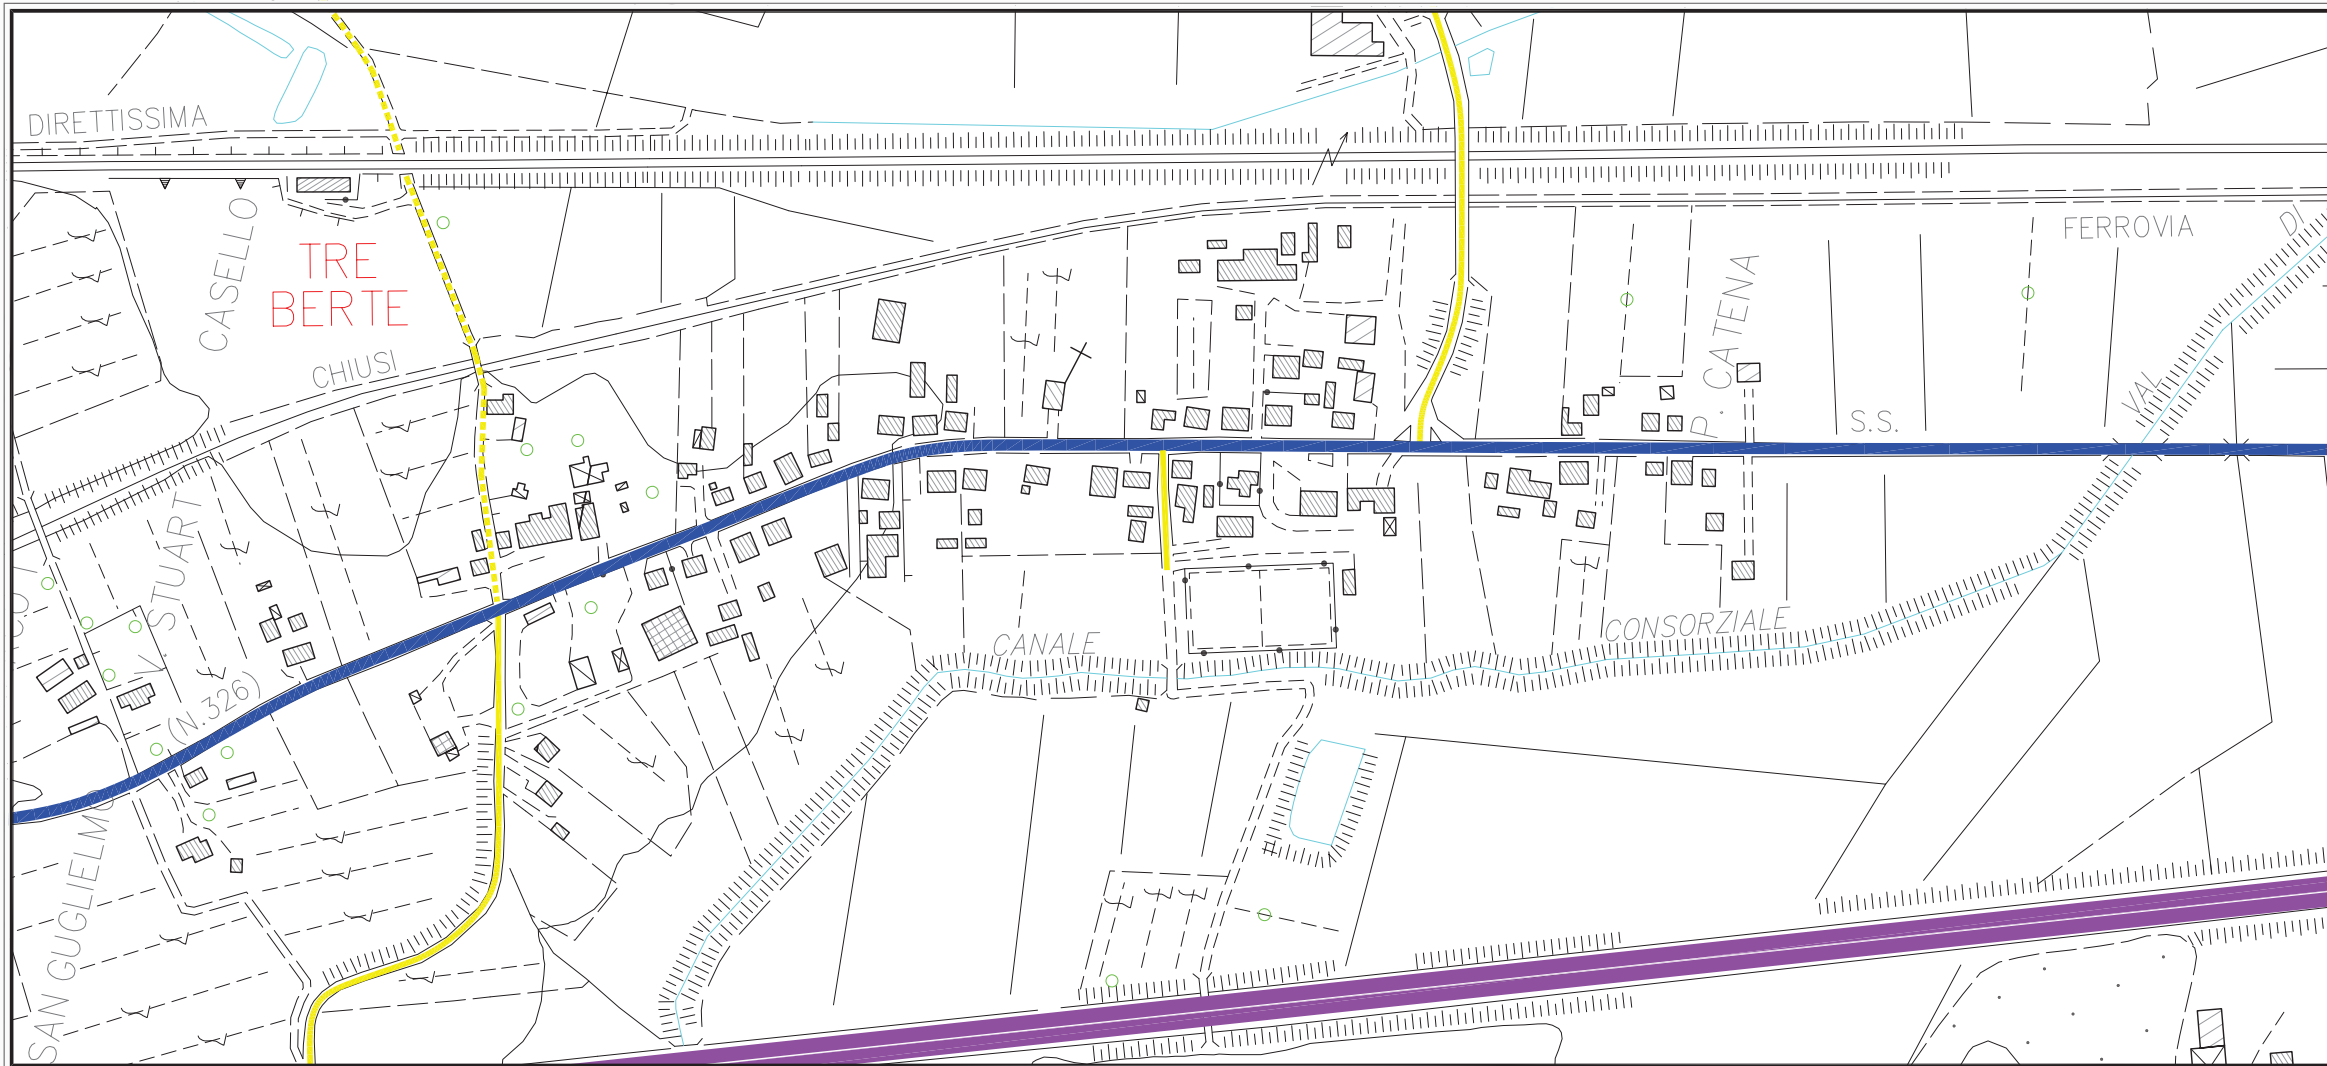 DIRETTISSIMA
CASELLO
TRE
BERTE
CHIUSI
FERROVIA
DI
VAL
P. CATENA
S.S.
V. STUART
(N.326)
CANALE
CONSORZIALE
SAN GUGLIELMO